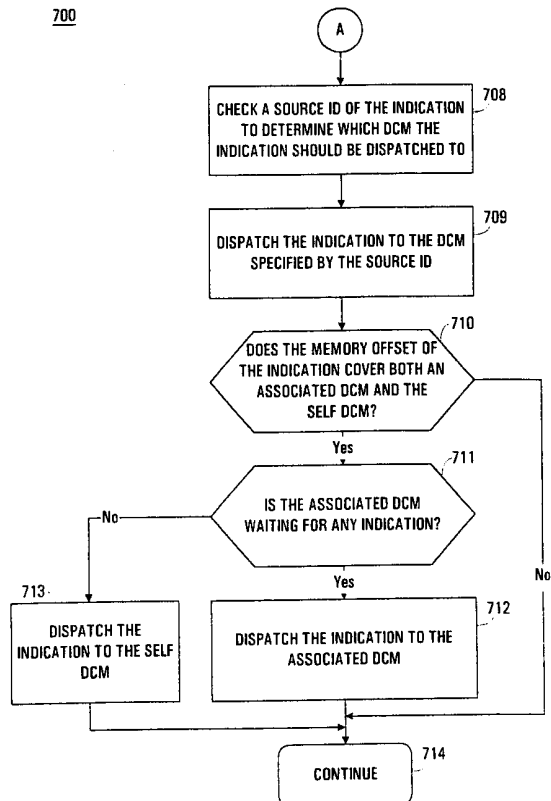 700
A
708
CHECK A SOURCE ID OF THE INDICATION
TO DETERMINE WHICH DCM THE
INDICATION SHOULD BE DISPATCHED TO
709
DISPATCH THE INDICATION TO THE DCM
SPECIFIED BY THE SOURCE ID
710
DOES THE MEMORY OFFSET OF
THE INDICATION COVER BOTH AN
ASSOCIATED DCM AND THE
SELF DCM?
Yes
711
IS THE ASSOCIATED DCM
WAITING FOR ANY INDICATION?
No
No
Yes
713
DISPATCH THE
INDICATION TO THE SELF
DCM
712
DISPATCH THE INDICATION TO THE
ASSOCIATED DCM
714
CONTINUE